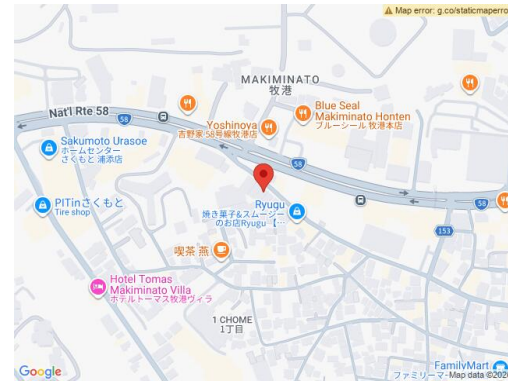 Map error: g.co/staticmaperro
MAKIMINATO
牧港
Nat'l Rte 58
58
Yoshinoya
吉野家 58号線牧港店
Blue Seal
Makiminato Honten
ブルーシール 牧港本店
Sakumoto Urasoe
ホームセンター
さくもと 浦添店
58
PITinさくもと
Tire shop
Ryugu
焼き菓子&スムージー
のお店Ryugu 【…
58
153
喫茶 燕
Hotel Tomas
Makiminato Villa
ホテルトーマス牧港ヴィラ
1 CHOME
1丁目
FamilyMart
ファミリーマー
Google
Map data ©202